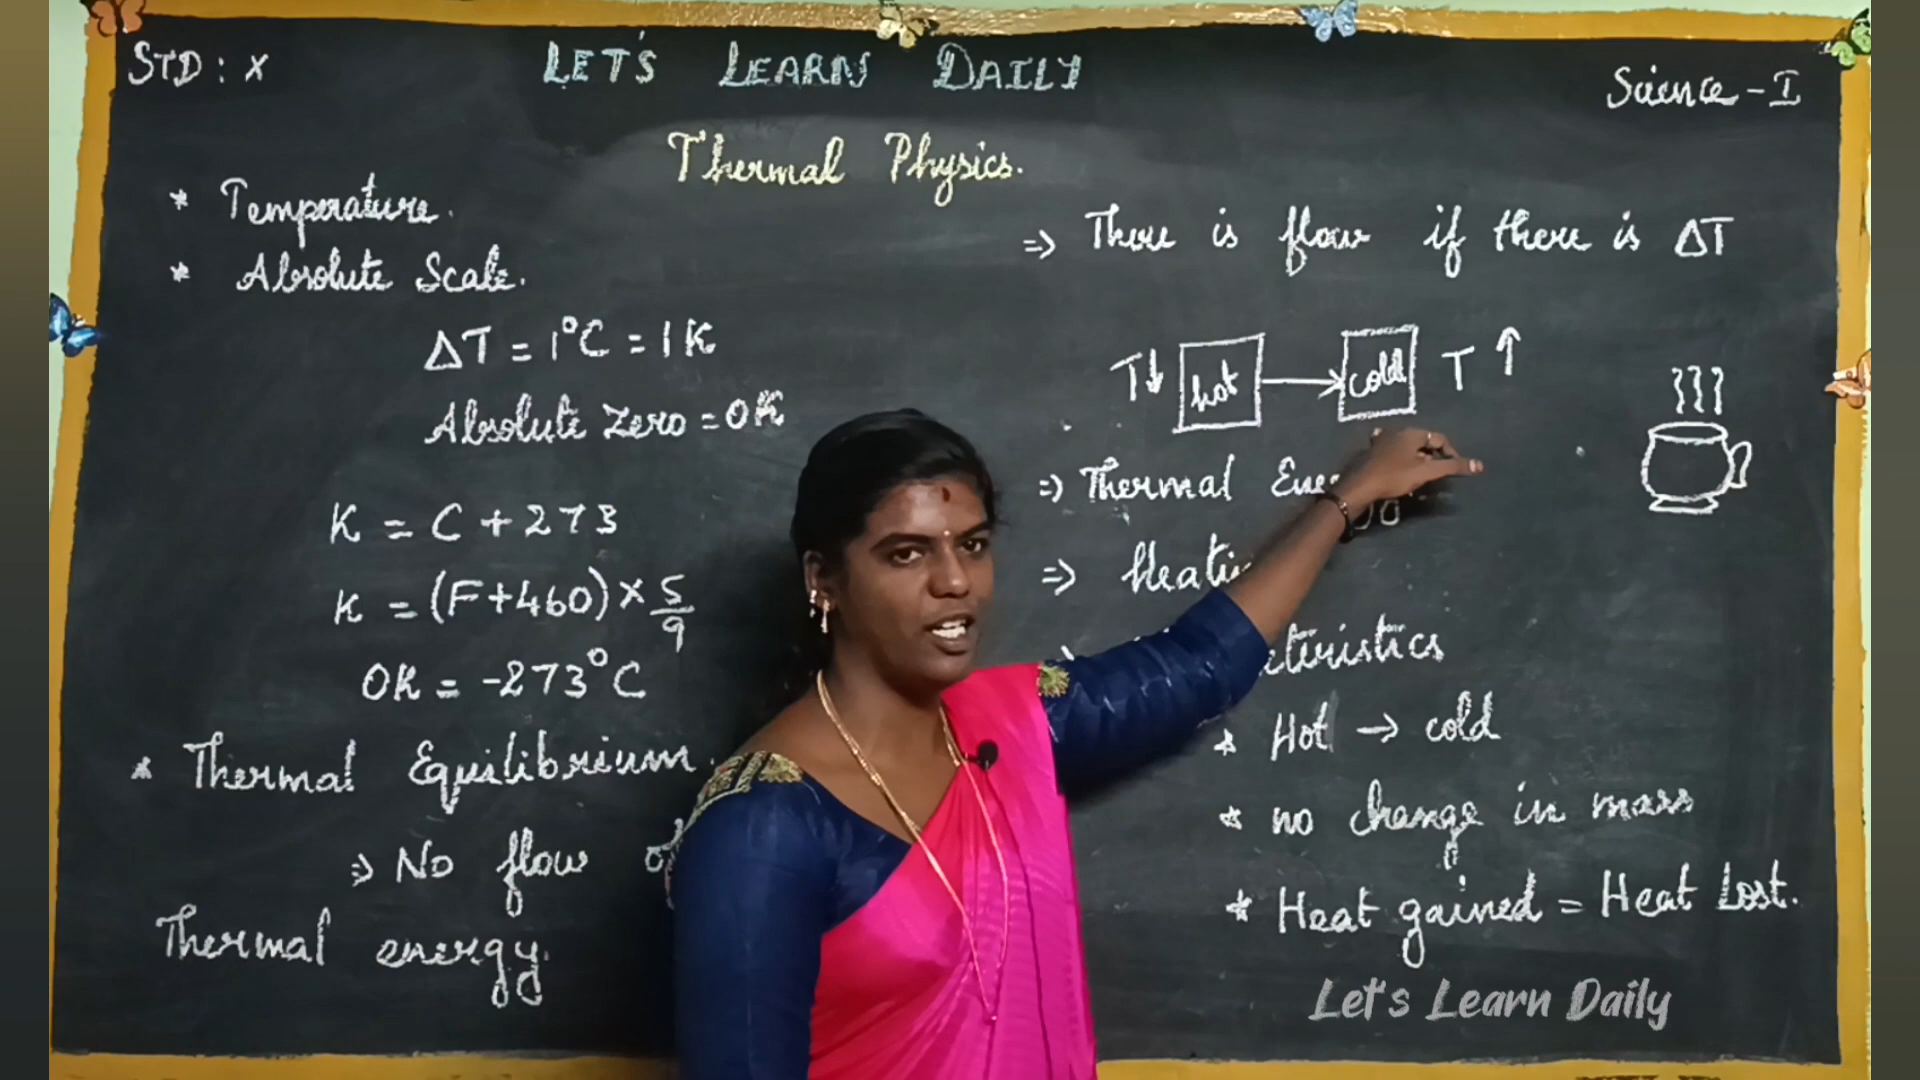 STD : X
LET'S LEARN DAILY
Science - I
Thermal Physics.
* Temperature.
* Absolute Scale.
ΔT = 1°C = 1K
Absolute Zero = 0K
K = C + 273
K = (F+460) × 5/9
0K = -273°C
* Thermal Equilibrium.
⇒ No flow of
Thermal energy.
⇒ There is flow if there is ΔT
T↓ hot → cold T ↑
⇒ Thermal
⇒
* Hot → cold
* no change in mass
* Heat gained = Heat Lost.
Let's Learn Daily